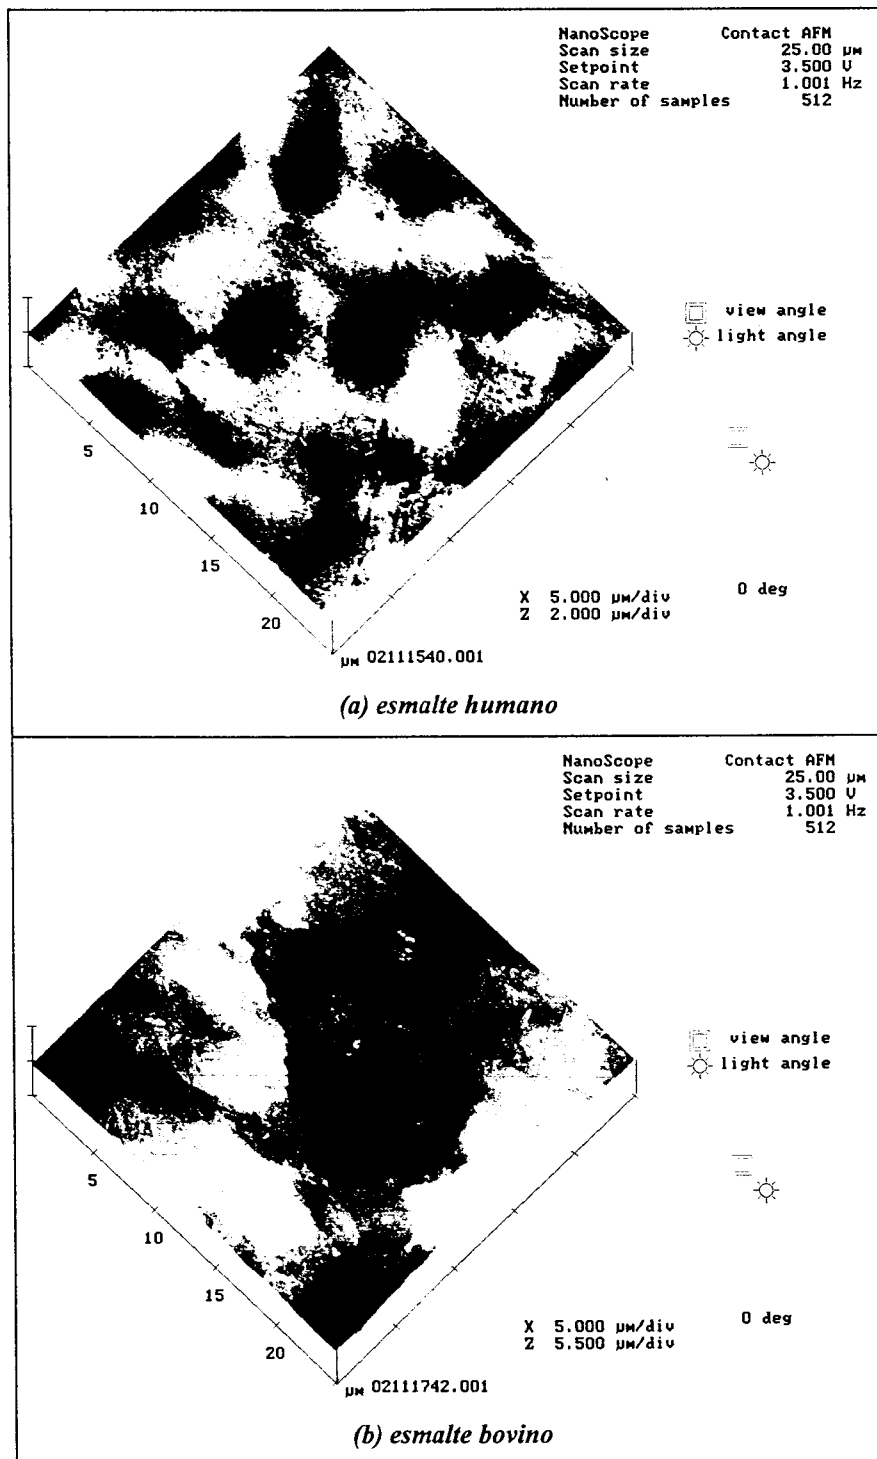 NanoScope Contact AFM
Scan size 25.00 µm
Setpoint 3.500 V
Scan rate 1.001 Hz
Number of samples 512
view angle
light angle
5
10
15
20
0 deg
X 5.000 µm/div
Z 2.000 µm/div
µm 02111540.001
(a) esmalte humano
NanoScope Contact AFM
Scan size 25.00 µm
Setpoint 3.500 V
Scan rate 1.001 Hz
Number of samples 512
view angle
light angle
5
10
15
20
0 deg
X 5.000 µm/div
Z 5.500 µm/div
µm 02111742.001
(b) esmalte bovino